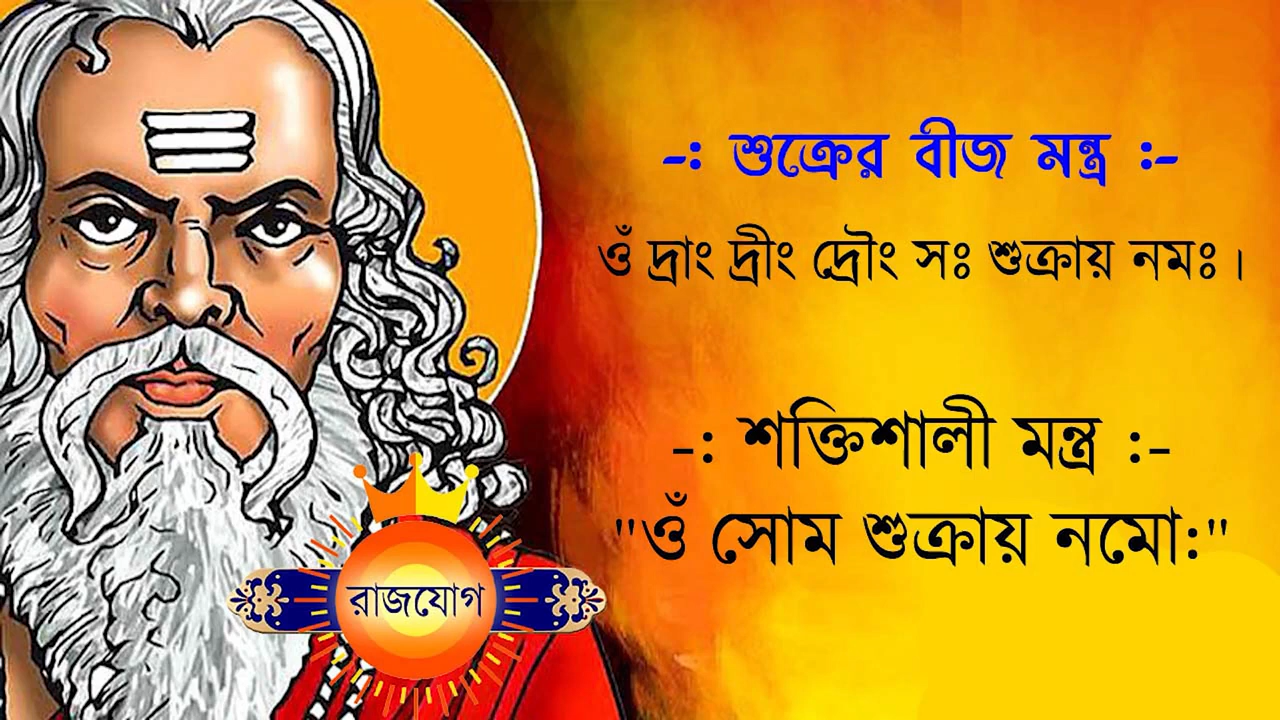 -: শুক্রের বীজ মন্ত্র :-
ওঁ দ্রাং দ্রীং দ্রৌং সঃ শুক্রায় নমঃ।
-: শক্তিশালী মন্ত্র :-
"ওঁ সোম শুক্রায় নমো:"
রাজযোগ